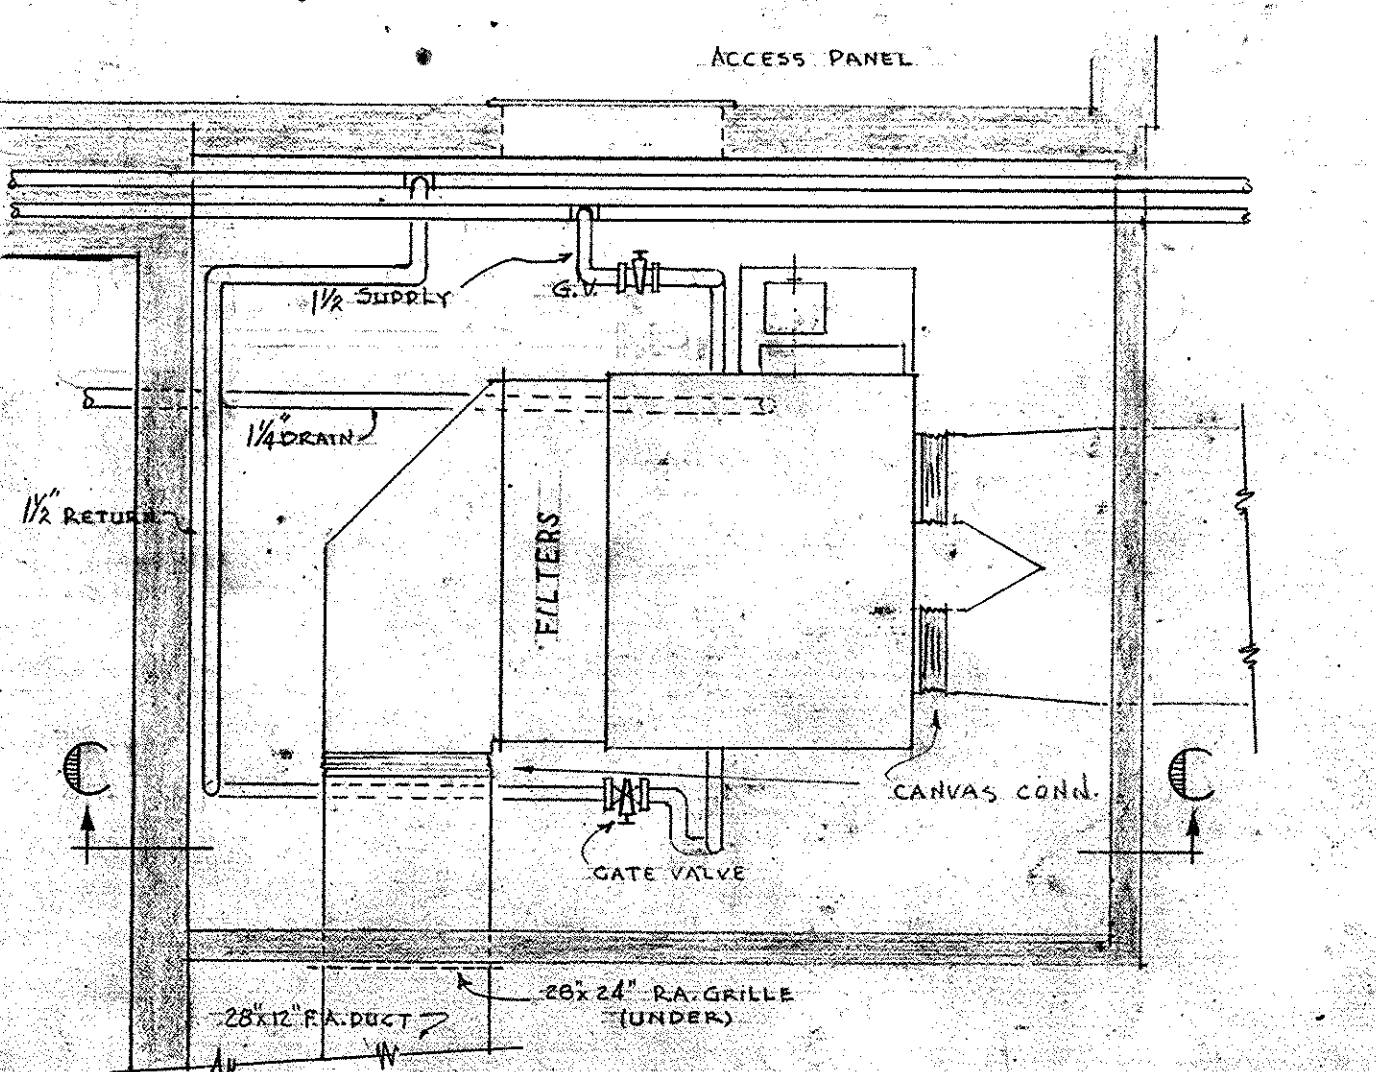 ACCESS PANEL
1½ SUPPLY
G.V.
1¼" DRAIN
1½" RETURN
FILTERS
C
C
CANVAS CONN.
GATE VALVE
28"x24" R.A. GRILLE
(UNDER)
28"x12" F.A. DUCT